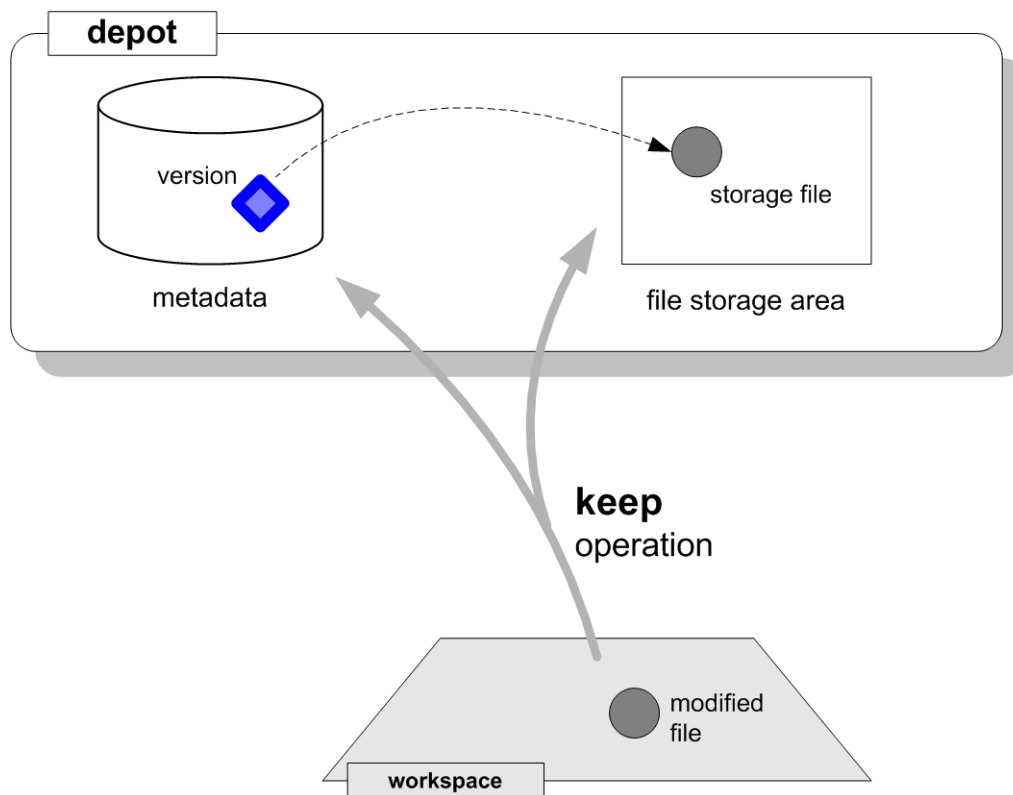 depot
version
storage file
metadata
file storage area
keep
operation
modified
file
workspace